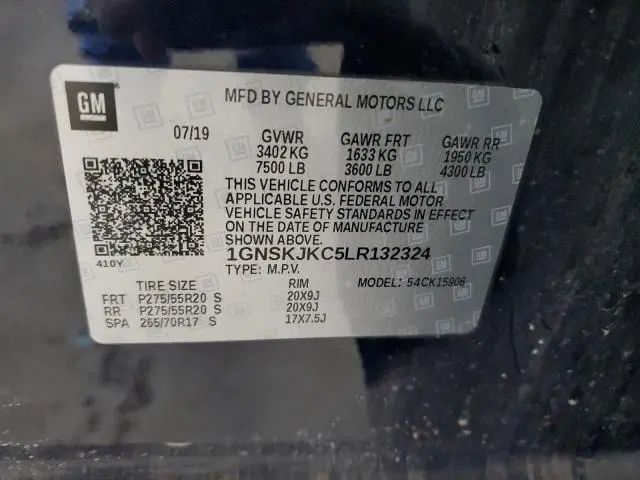 GM
MFD BY GENERAL MOTORS LLC
07/19 GVWR GAWR FRT GAWR RR
3402 KG 1633 KG 1950 KG
7500 LB 3600 LB 4300 LB
THIS VEHICLE CONFORMS TO ALL
APPLICABLE U.S. FEDERAL MOTOR
VEHICLE SAFETY STANDARDS IN EFFECT
ON THE DATE OF MANUFACTURE
SHOWN ABOVE.
410Y
1GNSKJKC5LR132324
TYPE: M.P.V. MODEL: 54CK15906
TIRE SIZE RIM
FRT P275/55R20 S 20X9J
RR P275/55R20 S 20X9J
SPA 265/70R17 S 17X7.5J